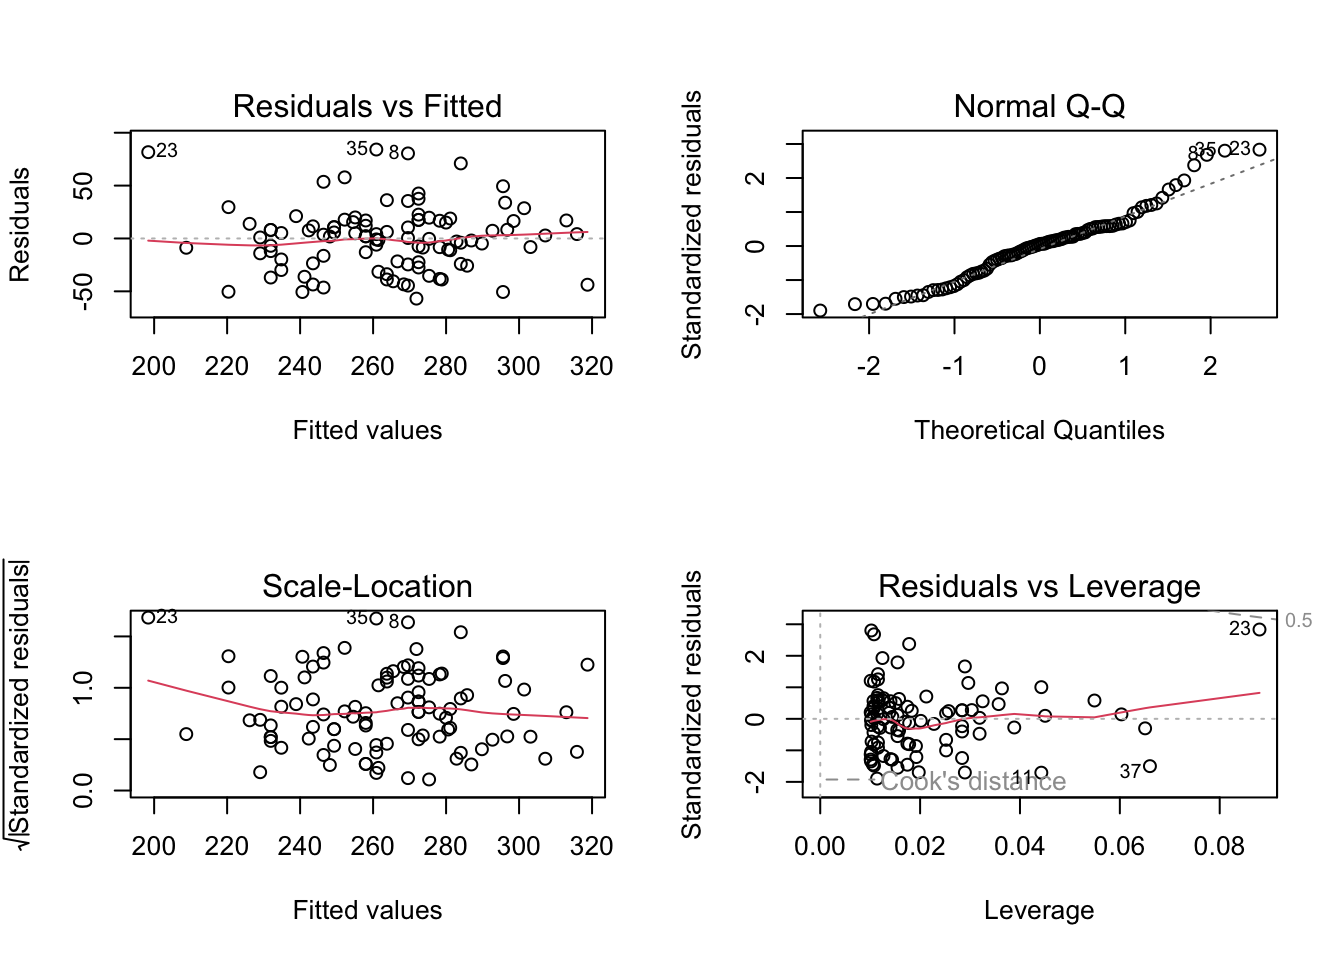 Residuals vs Fitted
Residuals
50
0
-50
23
35
8
200 220 240 260 280 300 320
Fitted values
Normal Q-Q
Standardized residuals
2
0
-2
8
35
23
-2 -1 0 1 2
Theoretical Quantiles
Scale-Location
√|Standardized residuals|
1.0
0.0
23
35
8
200 220 240 260 280 300 320
Fitted values
Residuals vs Leverage
Standardized residuals
2
0
-2
23
0.5
37
11
Cook's distance
0.00 0.02 0.04 0.06 0.08
Leverage